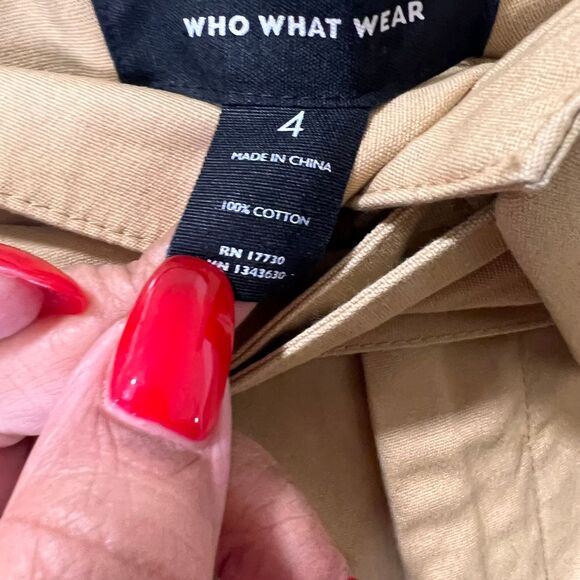 WHO WHAT WEAR
4
MADE IN CHINA
100% COTTON
RN 17730
1343630